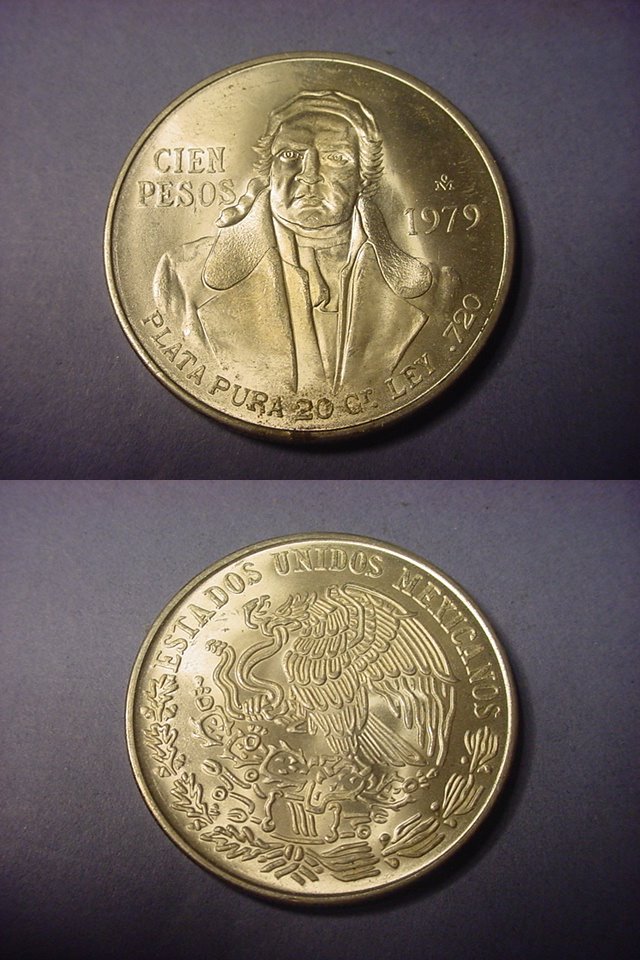 CIEN
PESOS
Mº
1979
PLATA PURA 20 Gr. LEY .720
ESTADOS UNIDOS MEXICANOS